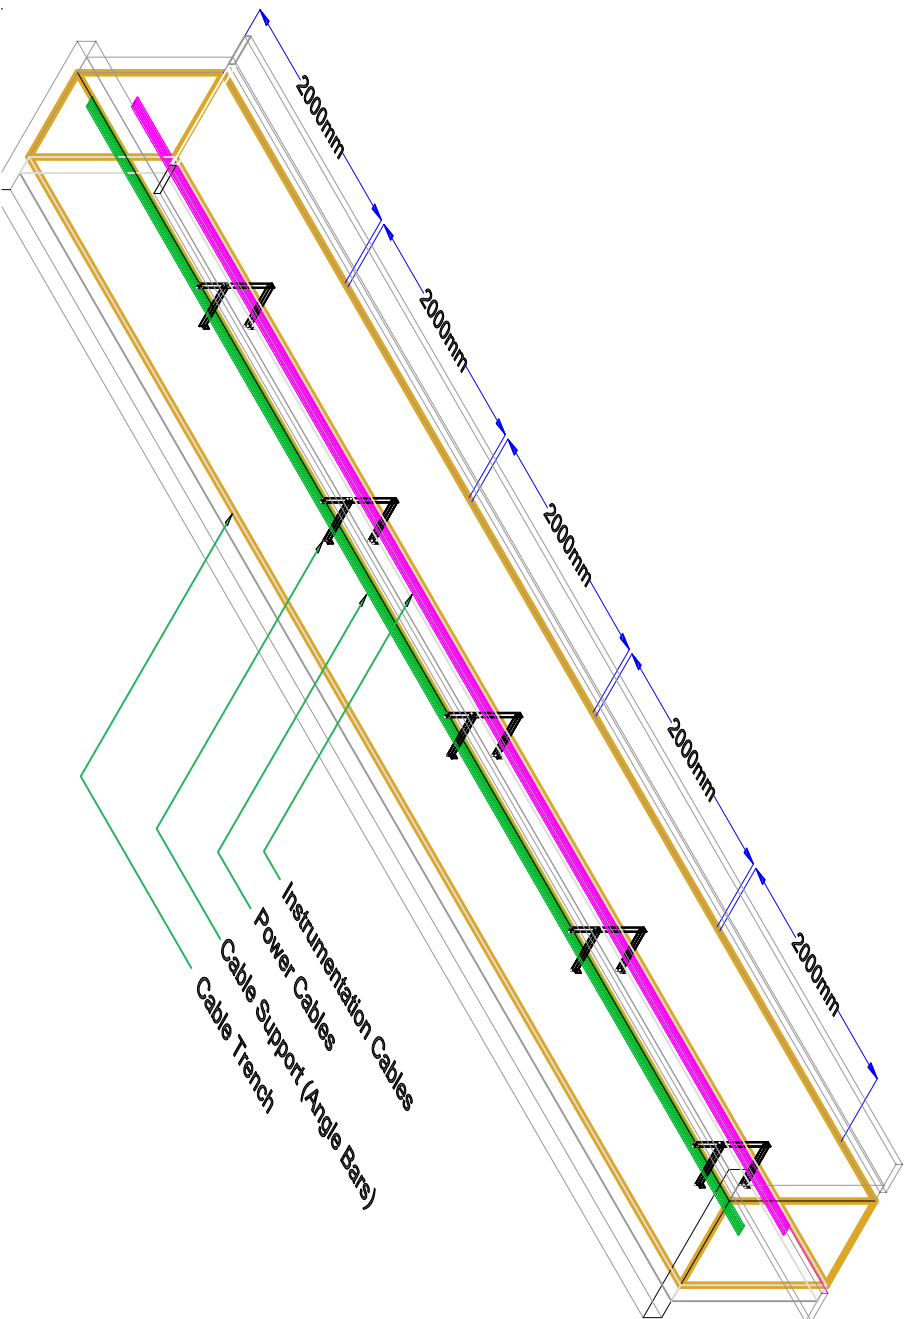 2000mm
2000mm
2000mm
2000mm
2000mm
Instrumentation Cables
Power Cables
Cable Support (Angle Bars)
Cable Trench